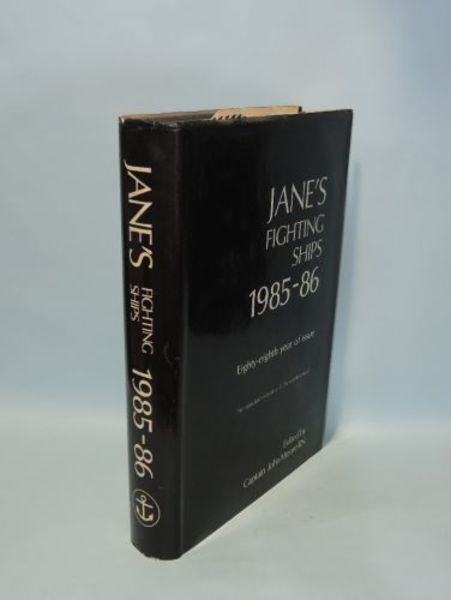 JANE'S
FIGHTING
SHIPS
1985-86
JANE'S
FIGHTING
SHIPS
1985-86
Eighty-eighth year of issue
Edited by
Captain John Moore RN